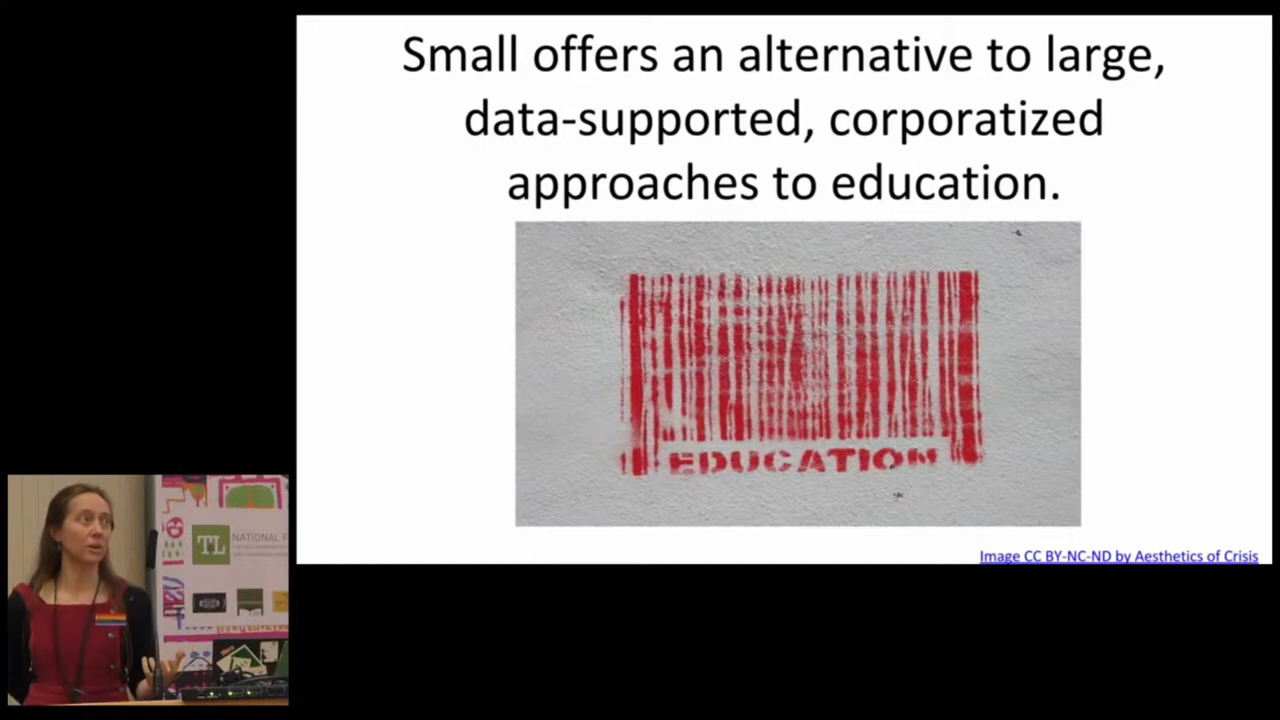 Small offers an alternative to large,
data-supported, corporatized
approaches to education.
EDUCATION
Image CC BY-NC-ND by Aesthetics of Crisis
TL
NATIONAL